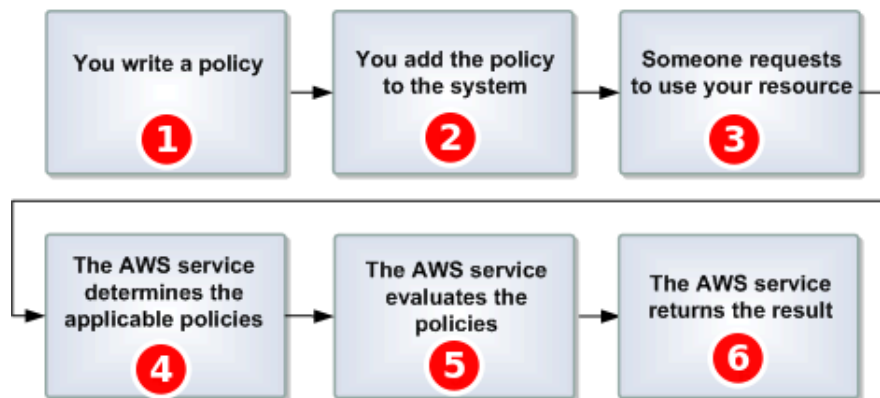 You write a policy
1
You add the policy
to the system
2
Someone requests
to use your resource
3
The AWS service
determines the
applicable policies
4
The AWS service
evaluates the
policies
5
The AWS service
returns the result
6